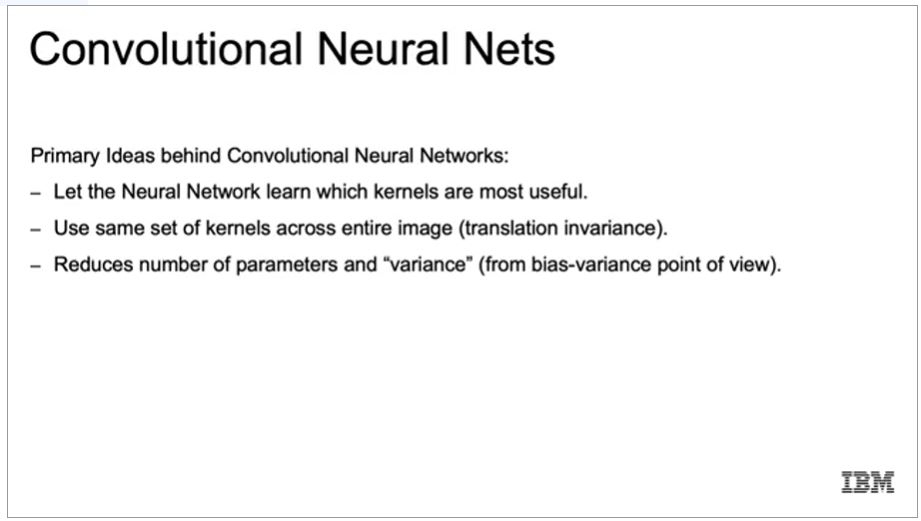 Convolutional Neural Nets
Primary Ideas behind Convolutional Neural Networks:
– Let the Neural Network learn which kernels are most useful.
– Use same set of kernels across entire image (translation invariance).
– Reduces number of parameters and “variance” (from bias-variance point of view).
IBM